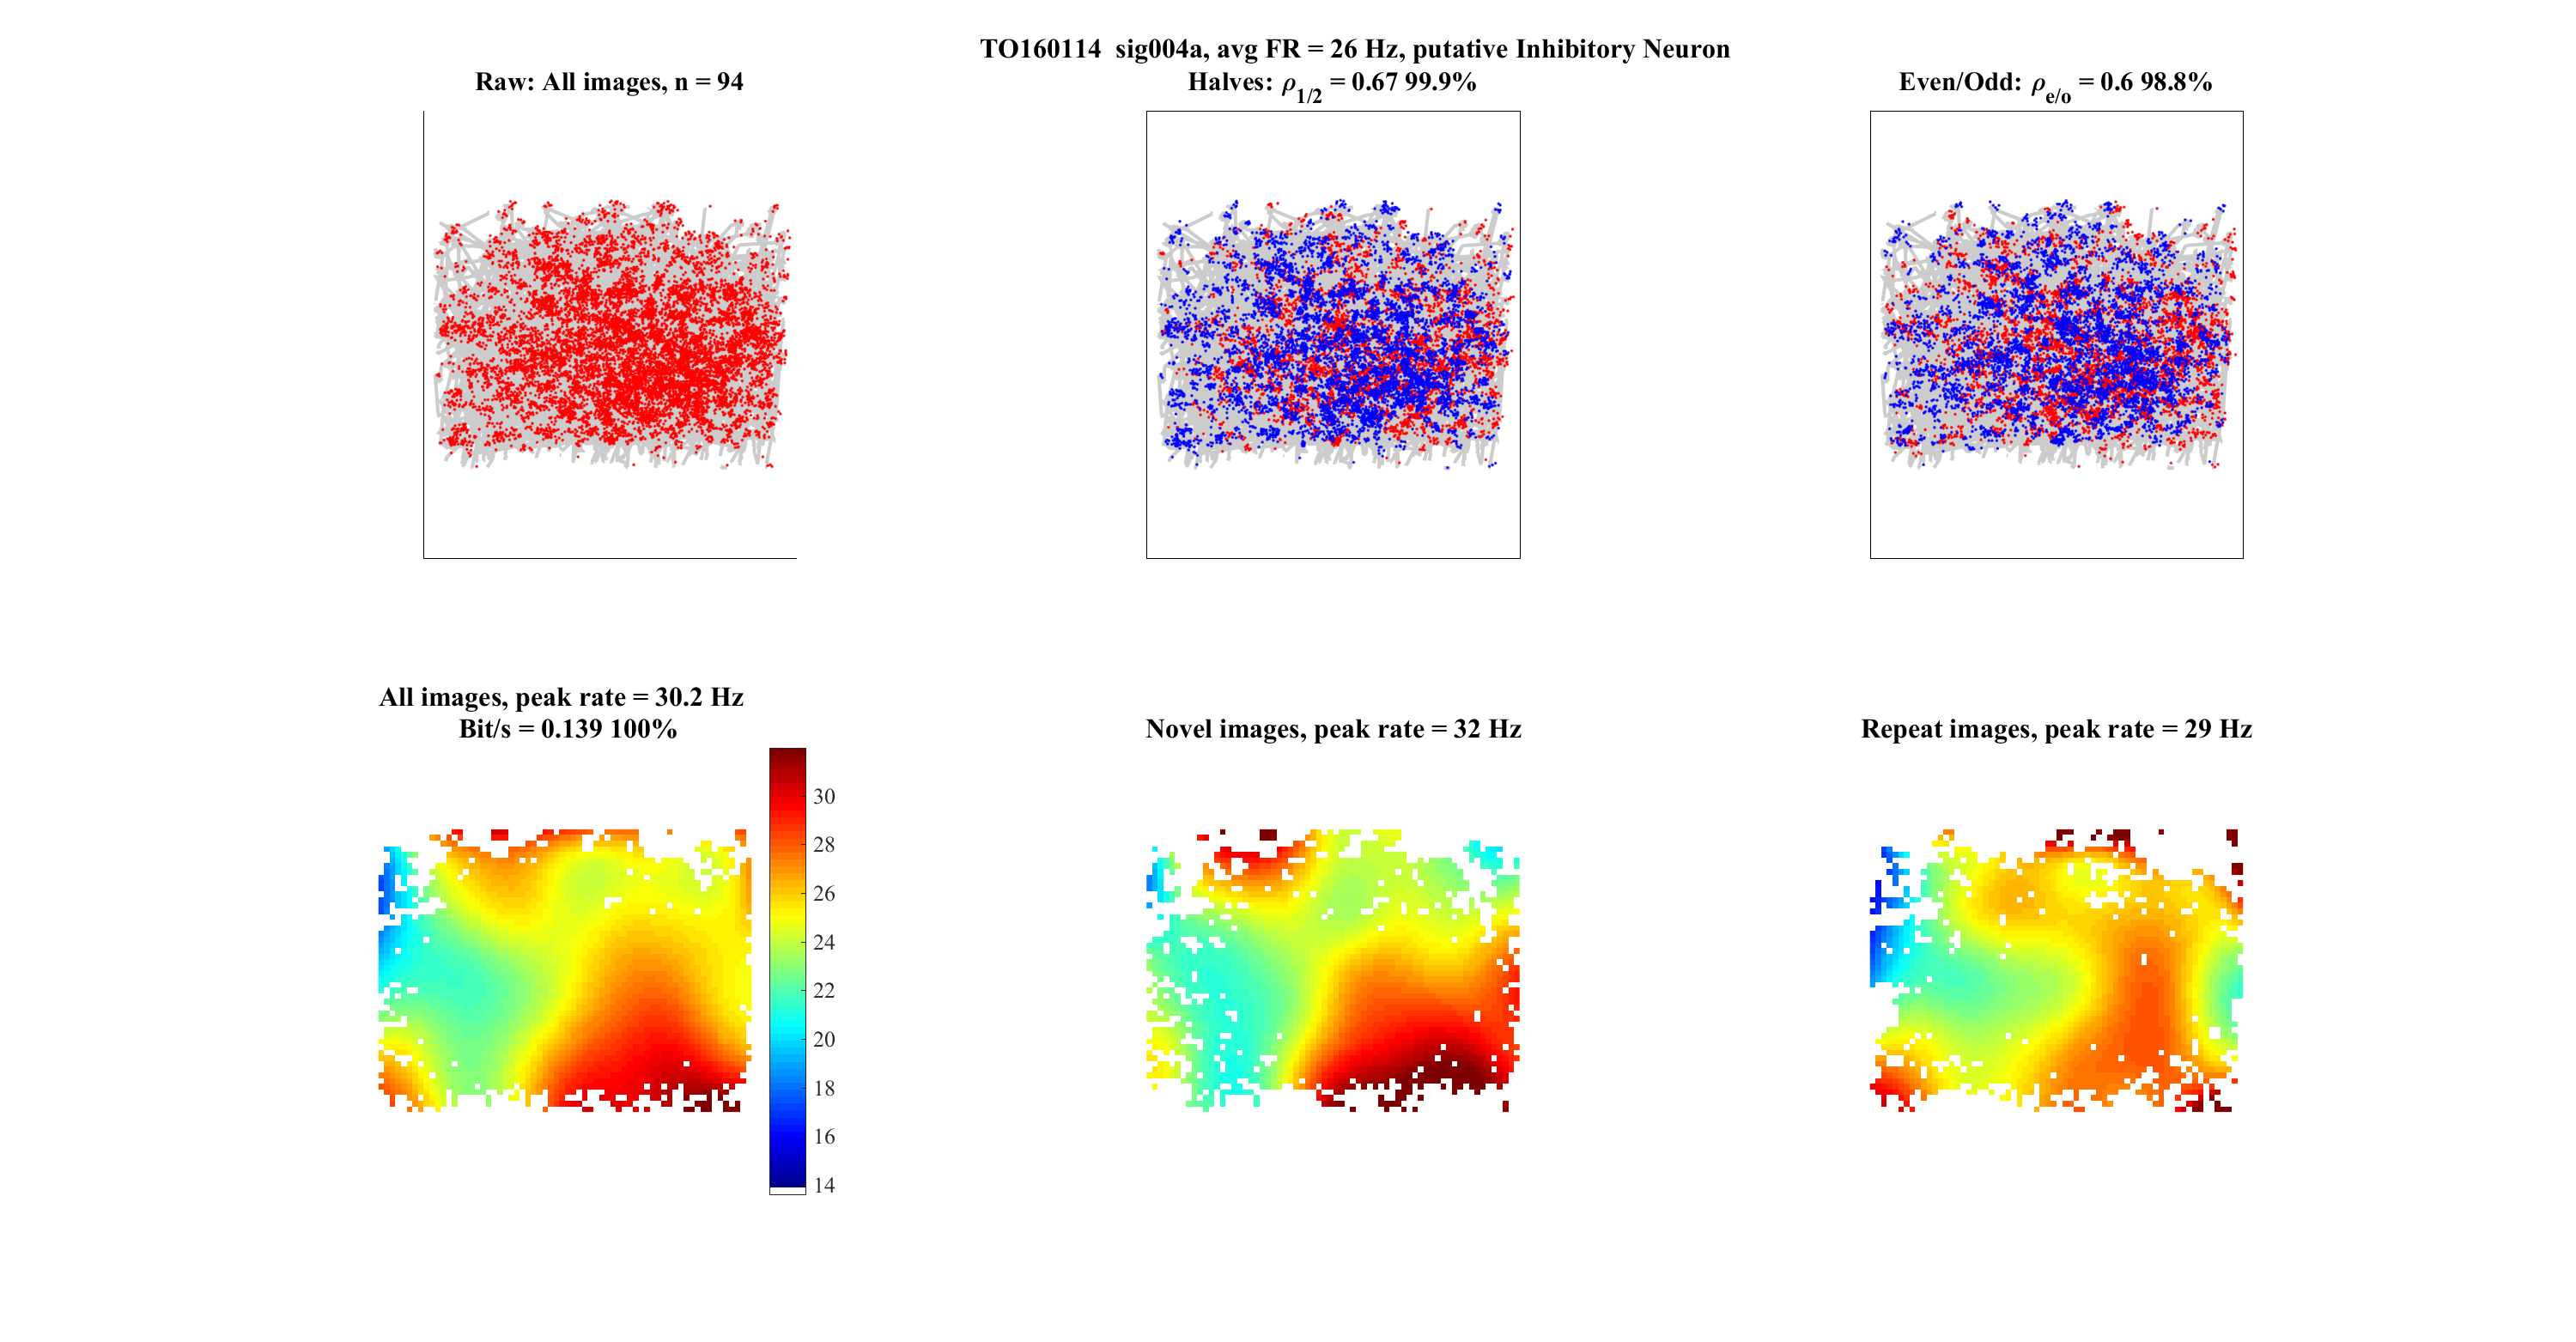 TO160114 sig004a, avg FR = 26 Hz, putative Inhibitory Neuron
Raw: All images, n = 94
Halves: ρ1/2 = 0.67 99.9%
Even/Odd: ρe/o = 0.6 98.8%
All images, peak rate = 30.2 Hz
Bit/s = 0.139 100%
Novel images, peak rate = 32 Hz
Repeat images, peak rate = 29 Hz
30
28
26
24
22
20
18
16
14